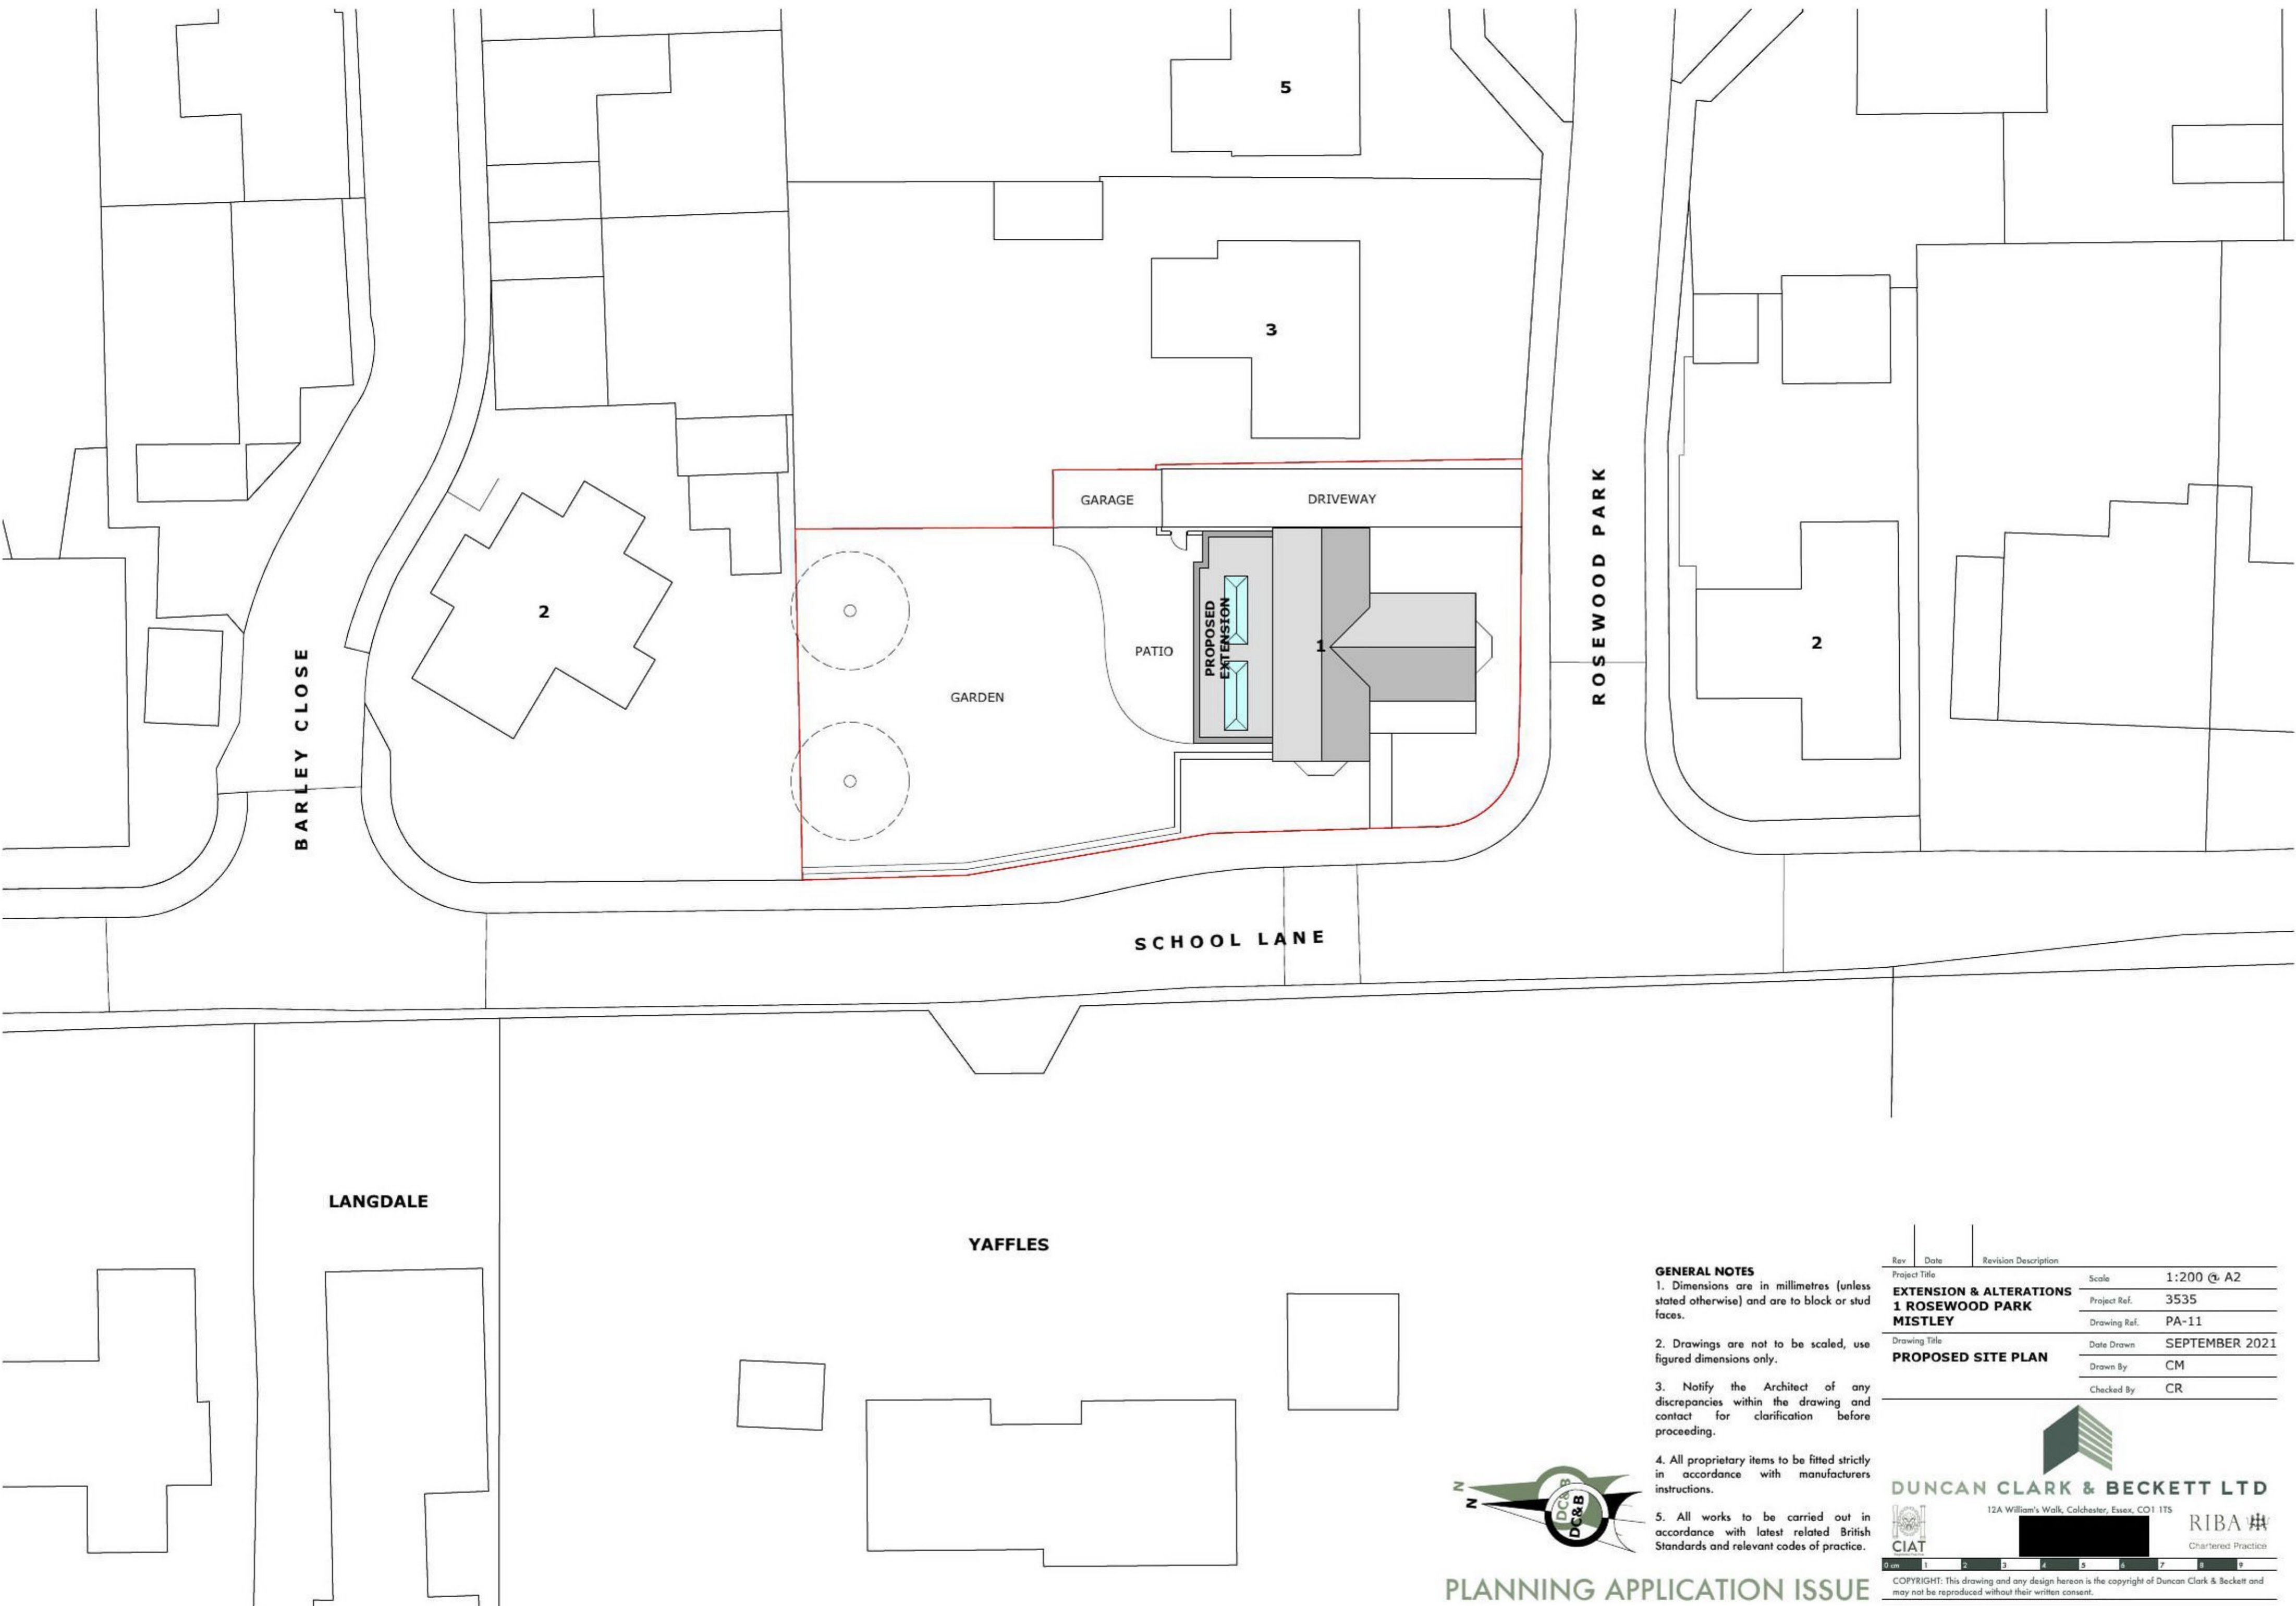 5
3
GARAGE
DRIVEWAY
ROSEWOOD PARK
2
PROPOSED
EXTENSION
1
PATIO
2
GARDEN
BARLEY CLOSE
SCHOOL LANE
LANGDALE
YAFFLES
GENERAL NOTES
1. Dimensions are in millimetres (unless
stated otherwise) and are to block or stud
faces.
2. Drawings are not to be scaled, use
figured dimensions only.
3. Notify the Architect of any
discrepancies within the drawing and
contact for clarification before
proceeding.
4. All proprietary items to be fitted strictly
in accordance with manufacturers
instructions.
5. All works to be carried out in
accordance with latest related British
Standards and relevant codes of practice.
N
N
DC&B
DC&B
PLANNING APPLICATION ISSUE
Rev Date Revision Description
Project Title
EXTENSION & ALTERATIONS
1 ROSEWOOD PARK
MISTLEY
Drawing Title
PROPOSED SITE PLAN
Scale 1:200 @ A2
Project Ref. 3535
Drawing Ref. PA-11
Date Drawn SEPTEMBER 2021
Drawn By CM
Checked By CR
DUNCAN CLARK & BECKETT LTD
12A William's Walk, Colchester, Essex, CO1 1TS
CIAT
RIBA
Chartered Practice
0 cm 1 2 3 4 5 6 7 8 9
COPYRIGHT: This drawing and any design hereon is the copyright of Duncan Clark & Beckett and
may not be reproduced without their written consent.